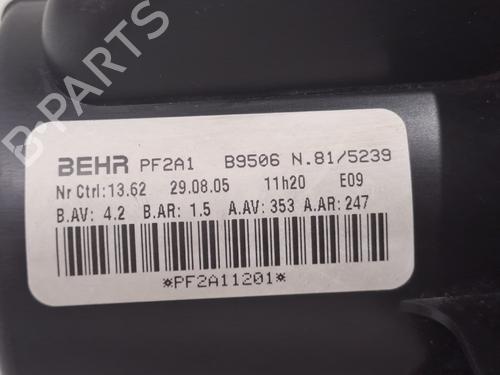 B-PARTS
BEHR PF2A1 B9506 N.81/5239
Nr Ctrl:13.62 29.08.05 11h20 E09
B.AV: 4.2 B.AR: 1.5 A.AV: 353 A.AR: 247
*PF2A11201*